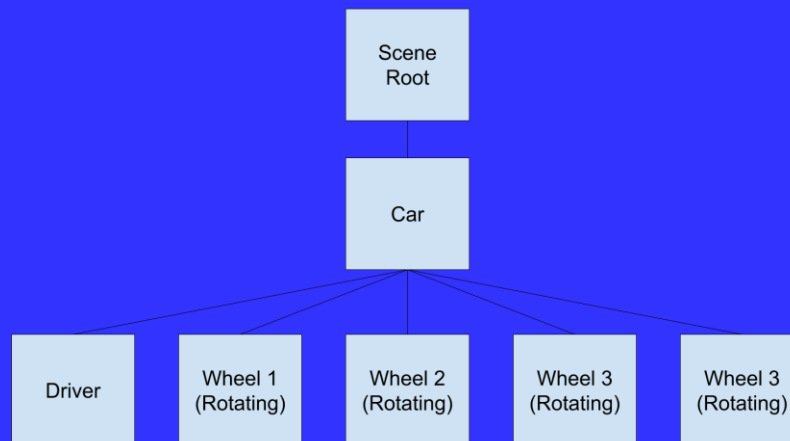 Scene
Root
Car
Driver
Wheel 1
(Rotating)
Wheel 2
(Rotating)
Wheel 3
(Rotating)
Wheel 3
(Rotating)